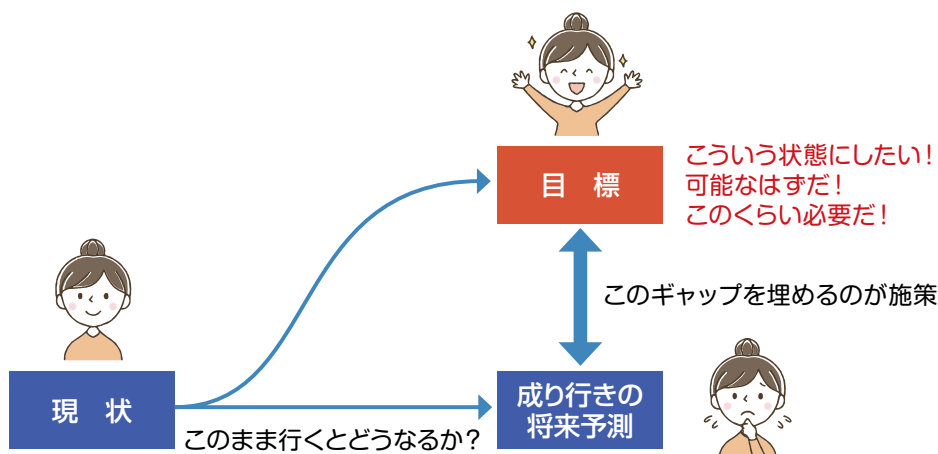 目　標
こういう状態にしたい！
可能なはずだ！
このくらい必要だ！
このギャップを埋めるのが施策
現　状
このまま行くとどうなるか？
成り行きの
将来予測